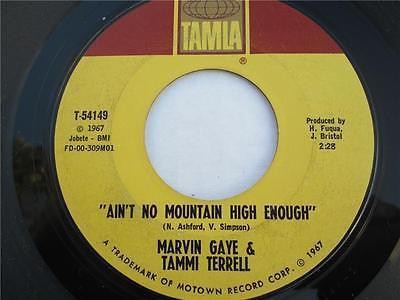 TAMLA
®
T-54149
© 1967
Jobete - BMI
FD-00-309M01
Produced by
H. Fuqua,
J. Bristol
2:28
"AIN'T NO MOUNTAIN HIGH ENOUGH"
(N. Ashford, V. Simpson)
MARVIN GAYE &
TAMMI TERRELL
A TRADEMARK OF MOTOWN RECORD CORP. © 1967